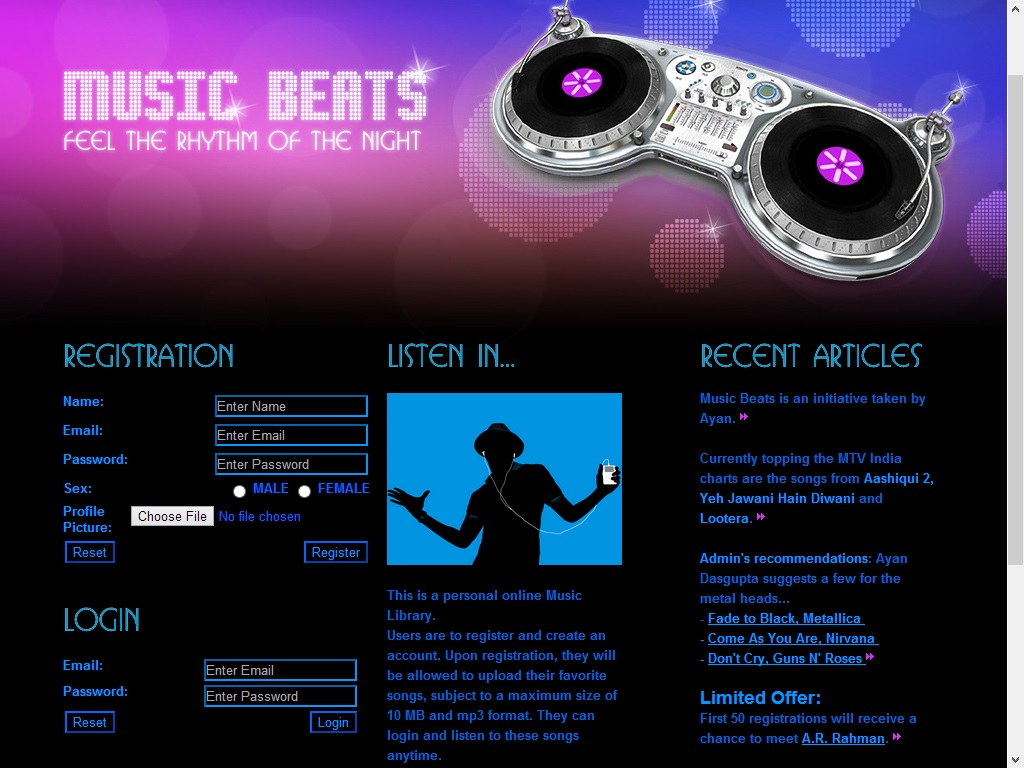 MUSIC BEATS
FEEL THE RHYTHM OF THE NIGHT
REGISTRATION
Name:
Enter Name
Email:
Enter Email
Password:
Enter Password
Sex:
MALE
FEMALE
Profile
Picture:
Choose File No file chosen
Reset
Register
LOGIN
Email:
Enter Email
Password:
Enter Password
Reset
Login
LISTEN IN...
This is a personal online Music
Library.
Users are to register and create an
account. Upon registration, they will
be allowed to upload their favorite
songs, subject to a maximum size of
10 MB and mp3 format. They can
login and listen to these songs
anytime.
RECENT ARTICLES
Music Beats is an initiative taken by
Ayan.
Currently topping the MTV India
charts are the songs from Aashiqui 2,
Yeh Jawani Hain Diwani and
Lootera.
Admin's recommendations: Ayan
Dasgupta suggests a few for the
metal heads...
- Fade to Black, Metallica
- Come As You Are, Nirvana
- Don't Cry, Guns N' Roses
Limited Offer:
First 50 registrations will receive a
chance to meet A.R. Rahman.